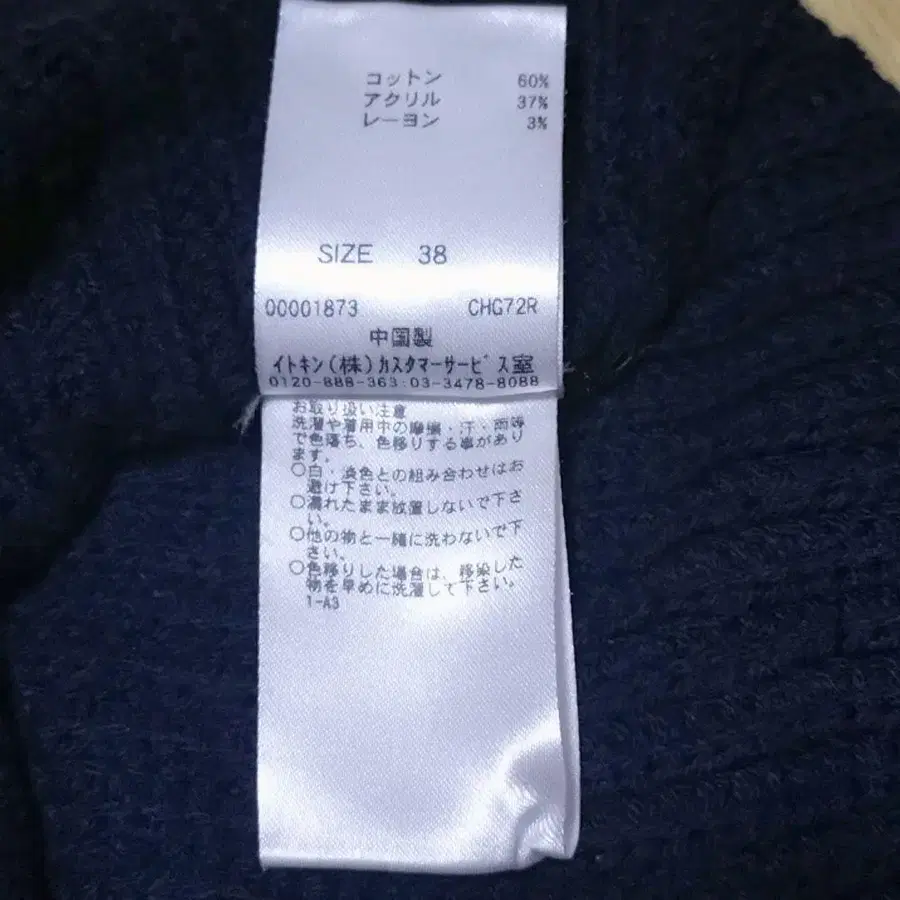 コットン 60%
アクリル 37%
レーヨン 3%
SIZE 38
00001873 CHG72R
中国製
イトキン(株)カスタマーサービス室
0120-888-363:03-3478-8088
お取り扱い注意
洗濯や着用中の摩擦・汗・雨等
で色落ち、色移りする事があり
ます。
○白・淡色との組み合わせはお
避け下さい。
○濡れたまま放置しないで下さ
い。
○他の物と一緒に洗わないで下
さい。
○色移りした場合は、移染した
物を早めに洗濯して下さい。
1-A3